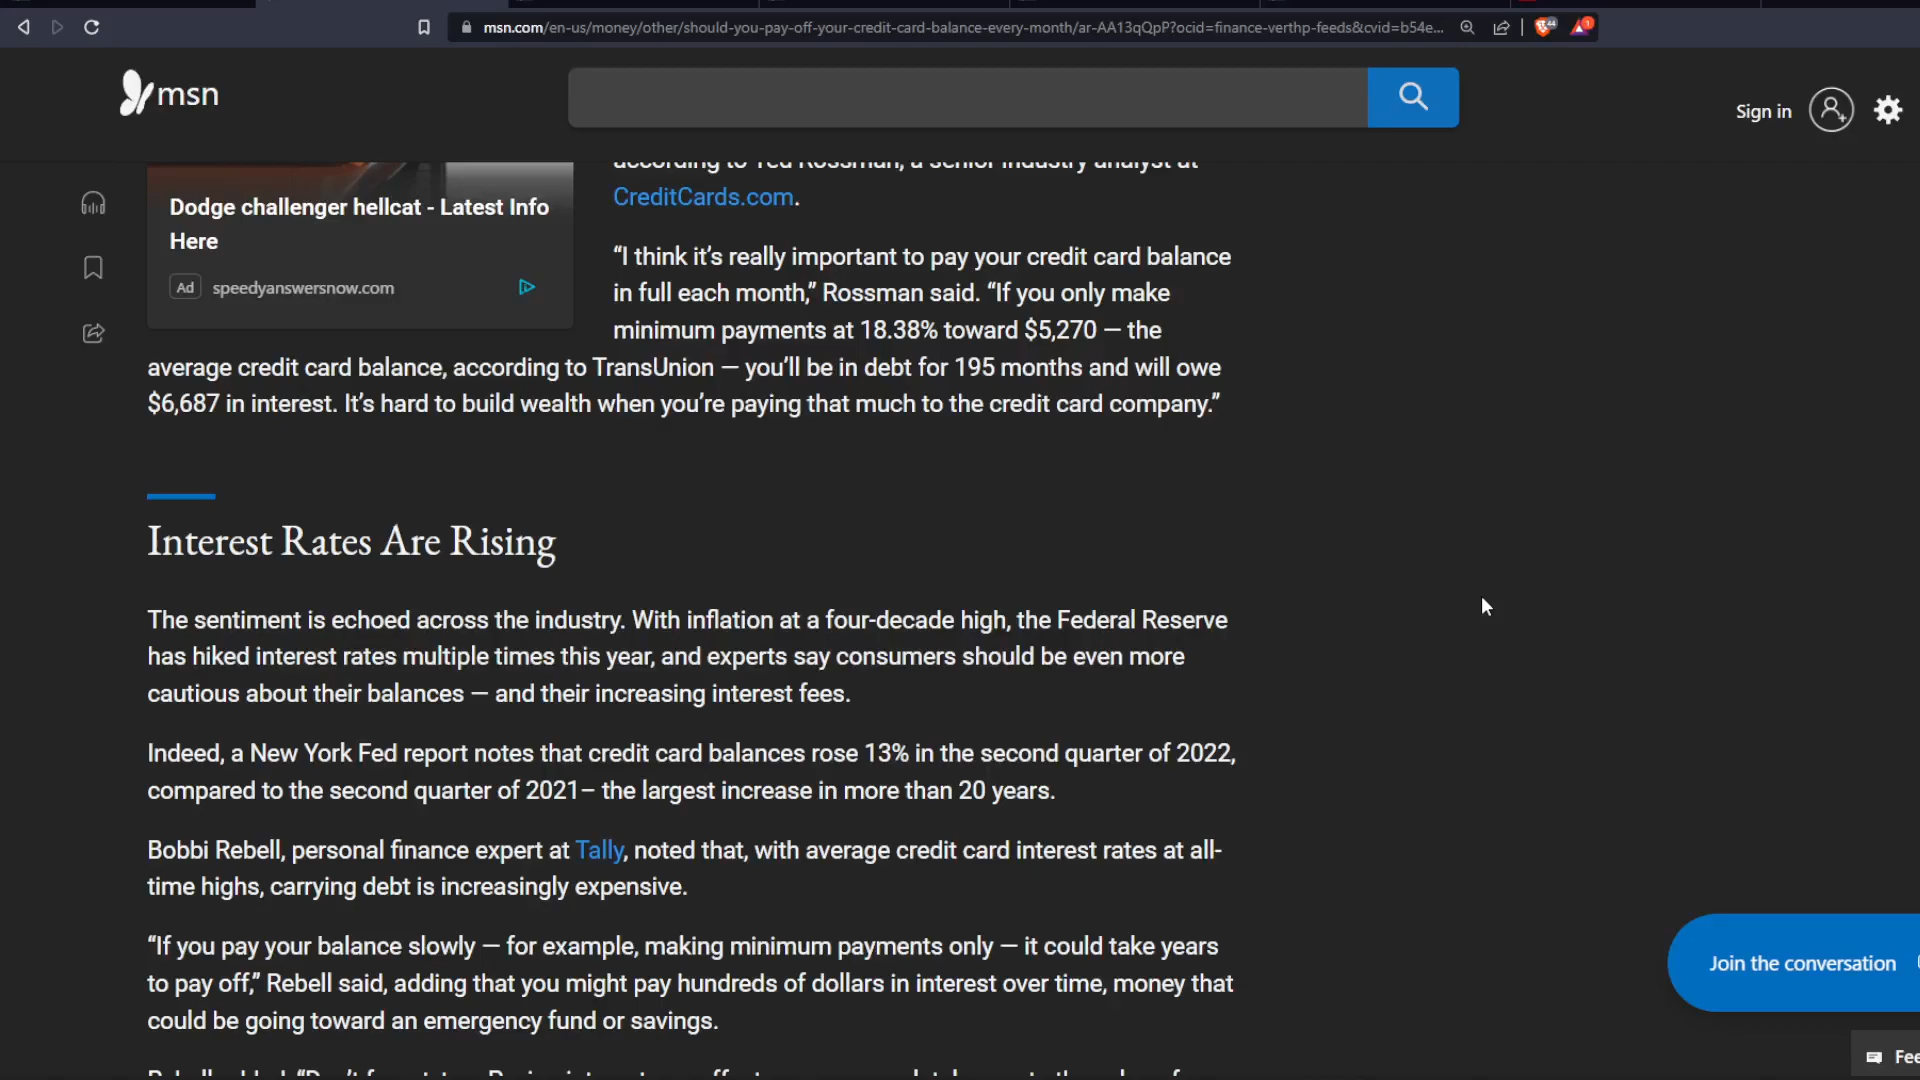 msn.com/en-us/money/other/should-you-pay-off-your-credit-card-balance-every-month/ar-AA13qQpP?ocid=finance-verthp-feeds&cvid=b54e...
44
1
msn
Sign in
Dodge challenger hellcat - Latest Info
Here
Ad speedyanswersnow.com
according to Ted Rossman, a senior industry analyst at
CreditCards.com.
“I think it’s really important to pay your credit card balance
in full each month,” Rossman said. “If you only make
minimum payments at 18.38% toward $5,270 — the
average credit card balance, according to TransUnion — you’ll be in debt for 195 months and will owe
$6,687 in interest. It’s hard to build wealth when you’re paying that much to the credit card company.”
Interest Rates Are Rising
The sentiment is echoed across the industry. With inflation at a four-decade high, the Federal Reserve
has hiked interest rates multiple times this year, and experts say consumers should be even more
cautious about their balances — and their increasing interest fees.
Indeed, a New York Fed report notes that credit card balances rose 13% in the second quarter of 2022,
compared to the second quarter of 2021– the largest increase in more than 20 years.
Bobbi Rebell, personal finance expert at Tally, noted that, with average credit card interest rates at all-
time highs, carrying debt is increasingly expensive.
“If you pay your balance slowly — for example, making minimum payments only — it could take years
to pay off,” Rebell said, adding that you might pay hundreds of dollars in interest over time, money that
could be going toward an emergency fund or savings.
Join the conversation
Fee